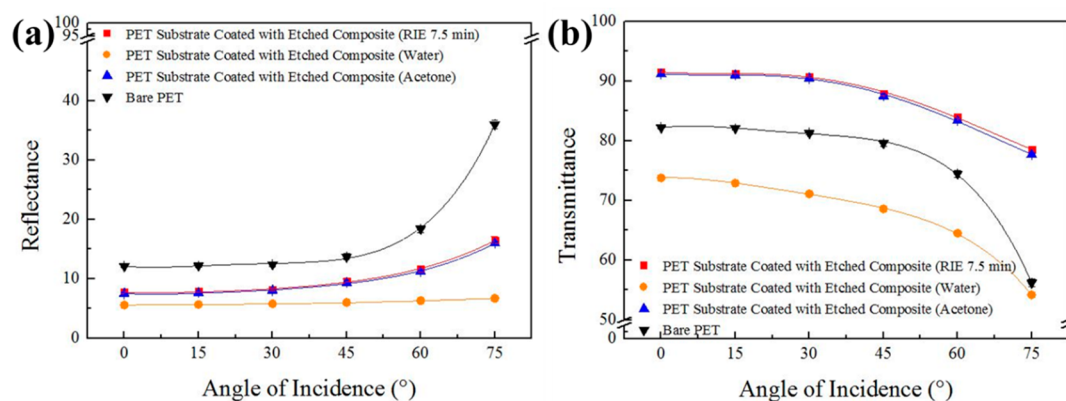 (a)
100
95
40
30
20
10
0
Reflectance
PET Substrate Coated with Etched Composite (RIE 7.5 min)
PET Substrate Coated with Etched Composite (Water)
PET Substrate Coated with Etched Composite (Acetone)
Bare PET
0 15 30 45 60 75
Angle of Incidence (°)
(b)
100
90
80
70
60
50
0
Transmittance
PET Substrate Coated with Etched Composite (RIE 7.5 min)
PET Substrate Coated with Etched Composite (Water)
PET Substrate Coated with Etched Composite (Acetone)
Bare PET
0 15 30 45 60 75
Angle of Incidence (°)